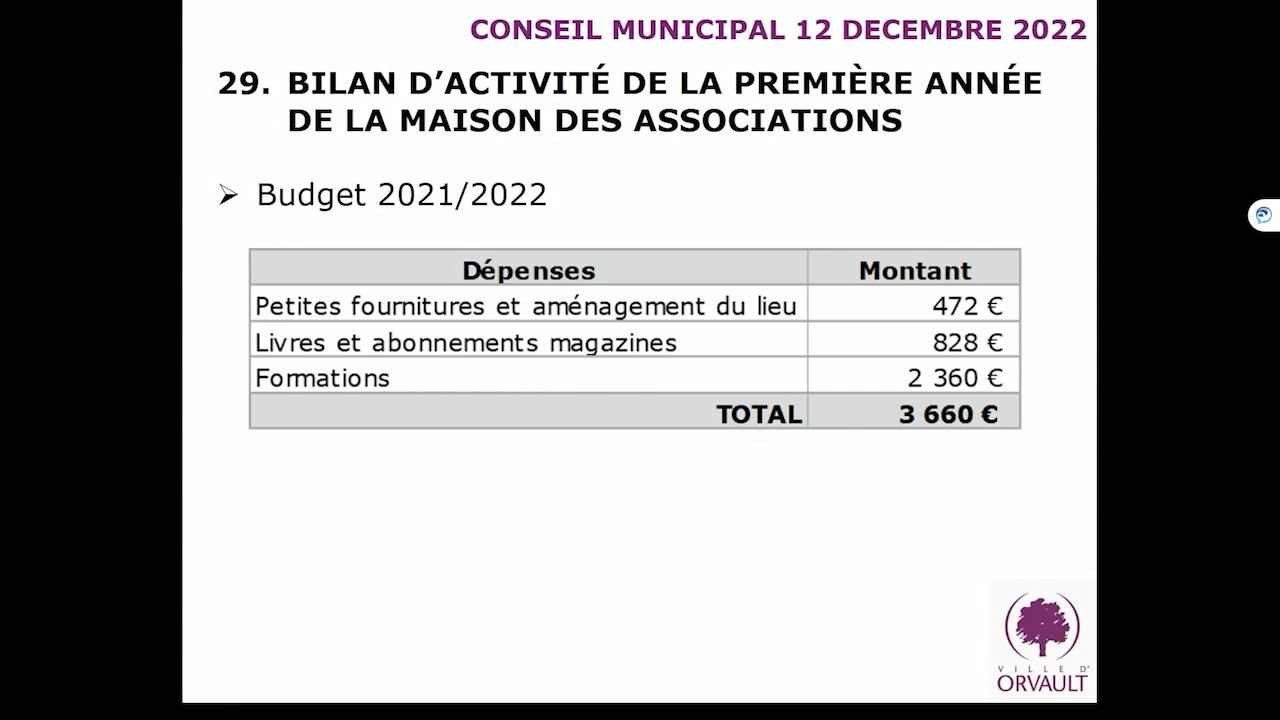 CONSEIL MUNICIPAL 12 DECEMBRE 2022
29. BILAN D’ACTIVITÉ DE LA PREMIÈRE ANNÉE
DE LA MAISON DES ASSOCIATIONS
➢ Budget 2021/2022
Dépenses Montant
Petites fournitures et aménagement du lieu 472 €
Livres et abonnements magazines 828 €
Formations 2 360 €
TOTAL 3 660 €
VILLE D'
ORVAULT